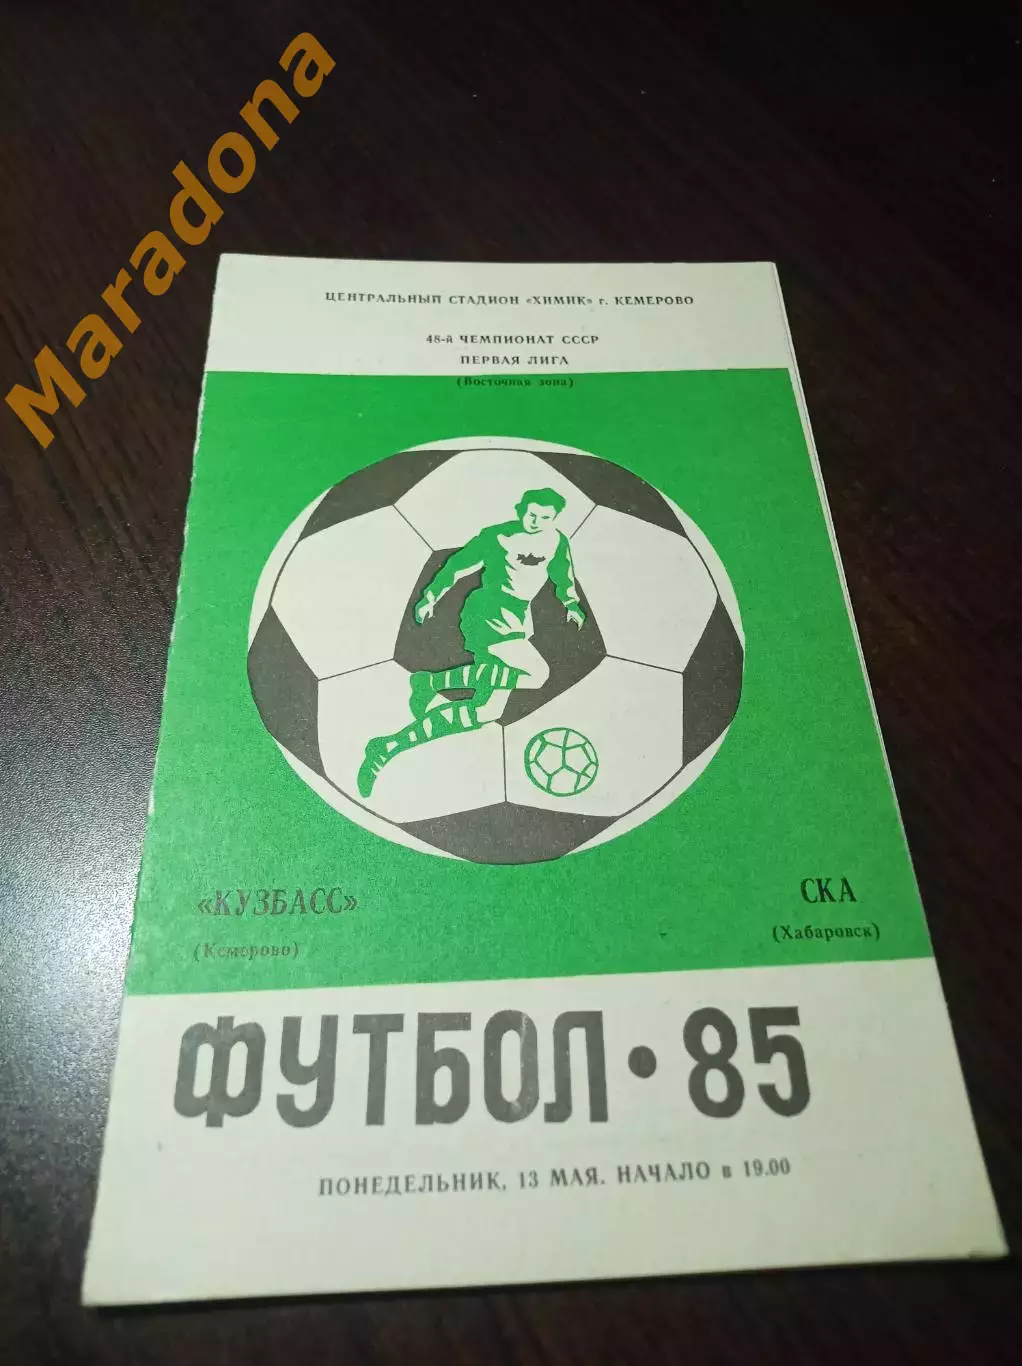 Maradona
ЦЕНТРАЛЬНЫЙ СТАДИОН «ХИМИК» г. КЕМЕРОВО
48-й ЧЕМПИОНАТ СССР
ПЕРВАЯ ЛИГА
(Восточная зона)
«КУЗБАСС»
(Кемерово)
СКА
(Хабаровск)
ФУТБОЛ • 85
ПОНЕДЕЛЬНИК, 13 МАЯ. НАЧАЛО в 19.00